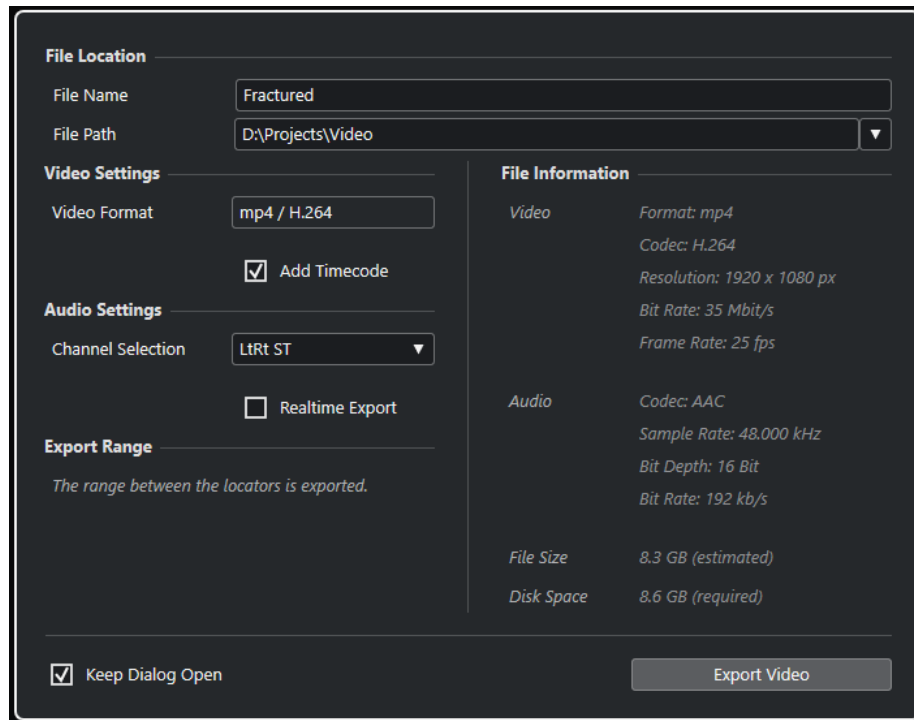 File Location
File Name Fractured
File Path D:\Projects\Video
Video Settings
Video Format mp4 / H.264
Add Timecode
Audio Settings
Channel Selection LtRt ST
Realtime Export
Export Range
The range between the locators is exported.
File Information
Video Format: mp4
Codec: H.264
Resolution: 1920 x 1080 px
Bit Rate: 35 Mbit/s
Frame Rate: 25 fps
Audio Codec: AAC
Sample Rate: 48.000 kHz
Bit Depth: 16 Bit
Bit Rate: 192 kb/s
File Size 8.3 GB (estimated)
Disk Space 8.6 GB (required)
Keep Dialog Open
Export Video